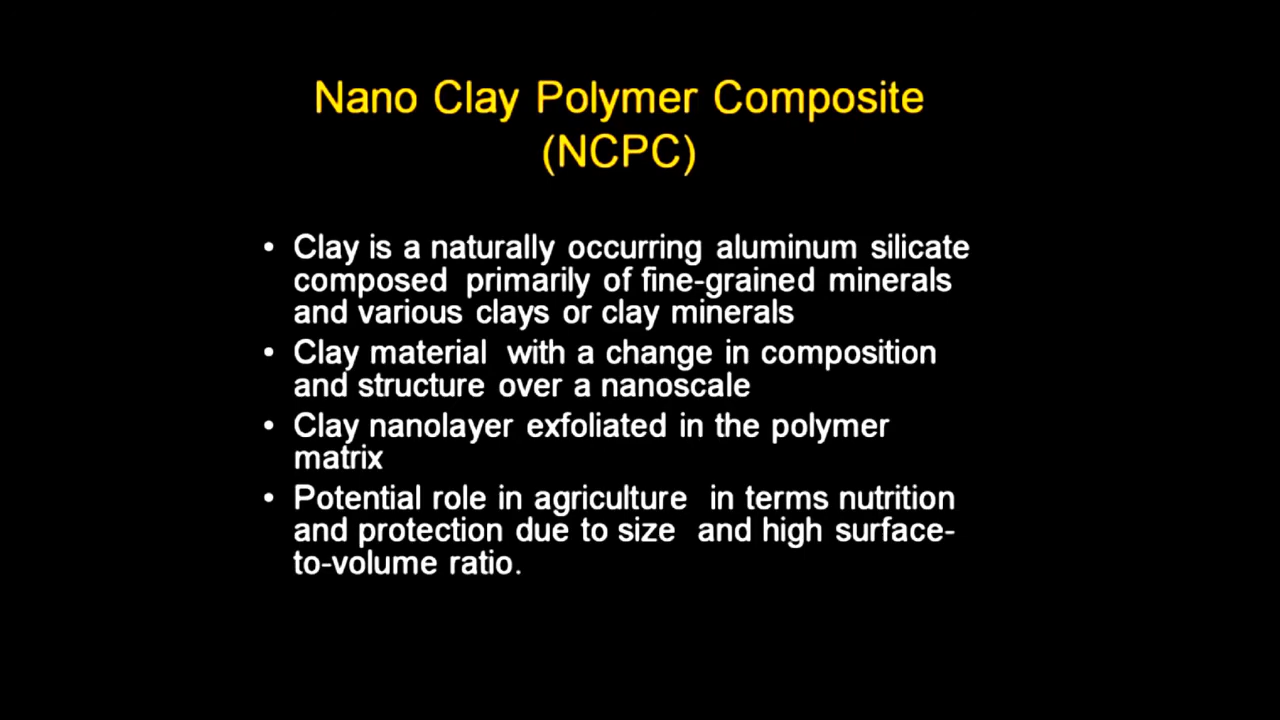 Nano Clay Polymer Composite
(NCPC)
• Clay is a naturally occurring aluminum silicate
composed primarily of fine-grained minerals
and various clays or clay minerals
• Clay material with a change in composition
and structure over a nanoscale
• Clay nanolayer exfoliated in the polymer
matrix
• Potential role in agriculture in terms nutrition
and protection due to size and high surface-
to-volume ratio.